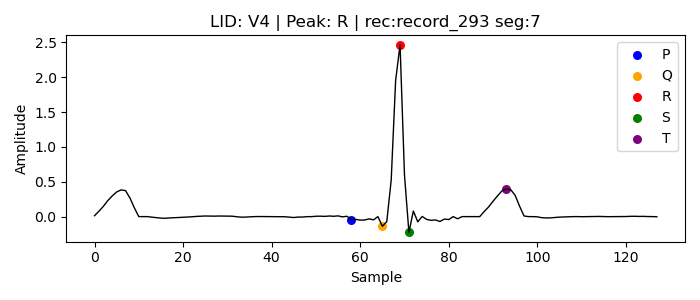 LID: V4 | Peak: R | rec:record_293 seg:7
2.5
2.0
1.5
1.0
0.5
0.0
Amplitude
P
Q
R
S
T
0 20 40 60 80 100 120
Sample